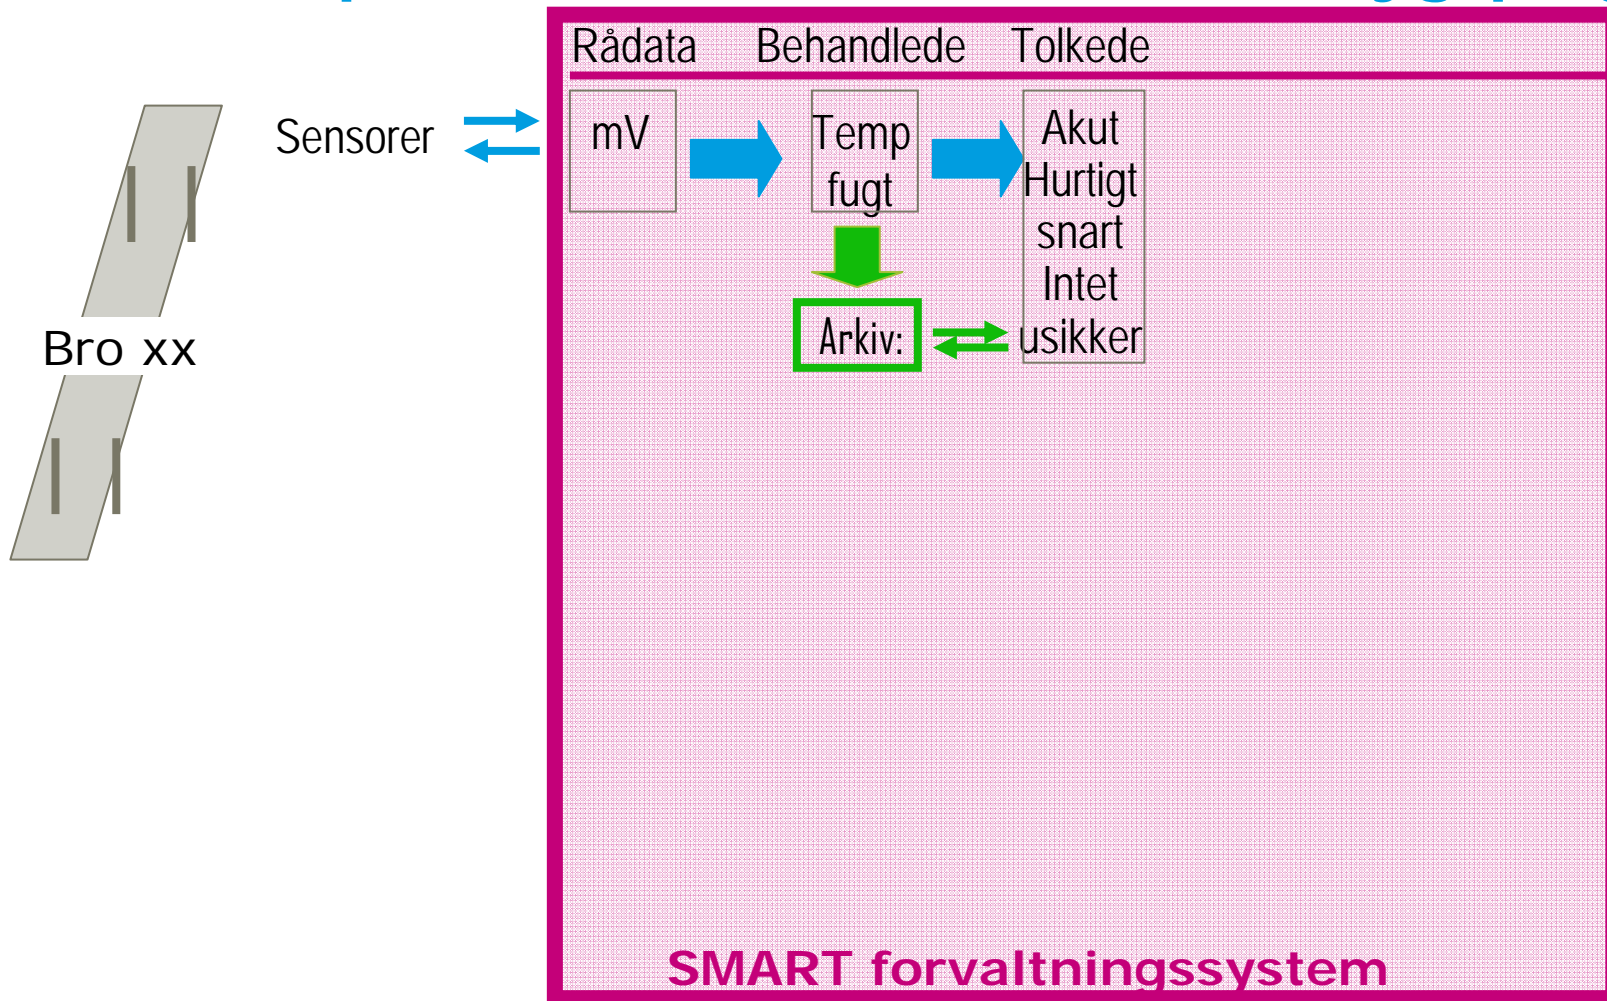 Rådata Behandlede Tolkede
Sensorer
mV
Temp
fugt
Akut
Hurtigt
snart
Intet
usikker
Arkiv:
Bro xx
SMART forvaltningssystem